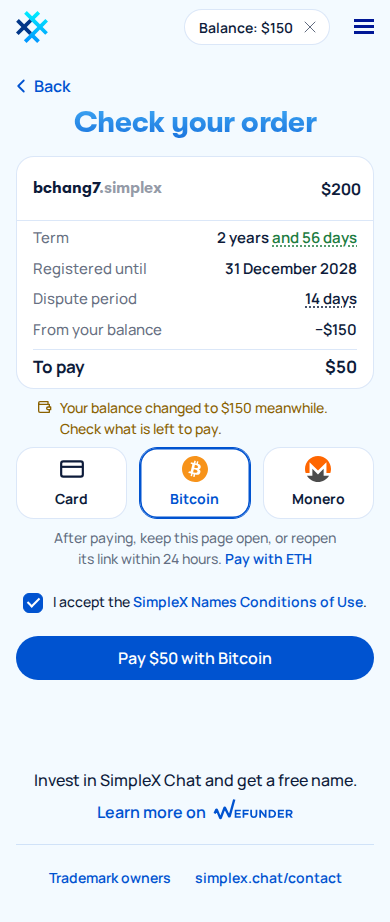 Balance: $150
Back
Check your order
bchang7.simplex $200
Term 2 years and 56 days
Registered until 31 December 2028
Dispute period 14 days
From your balance −$150
To pay $50
Your balance changed to $150 meanwhile.
Check what is left to pay.
Card Bitcoin Monero
After paying, keep this page open, or reopen
its link within 24 hours. Pay with ETH
I accept the SimpleX Names Conditions of Use.
Pay $50 with Bitcoin
Invest in SimpleX Chat and get a free name.
Learn more on WEFUNDER
Trademark owners simplex.chat/contact